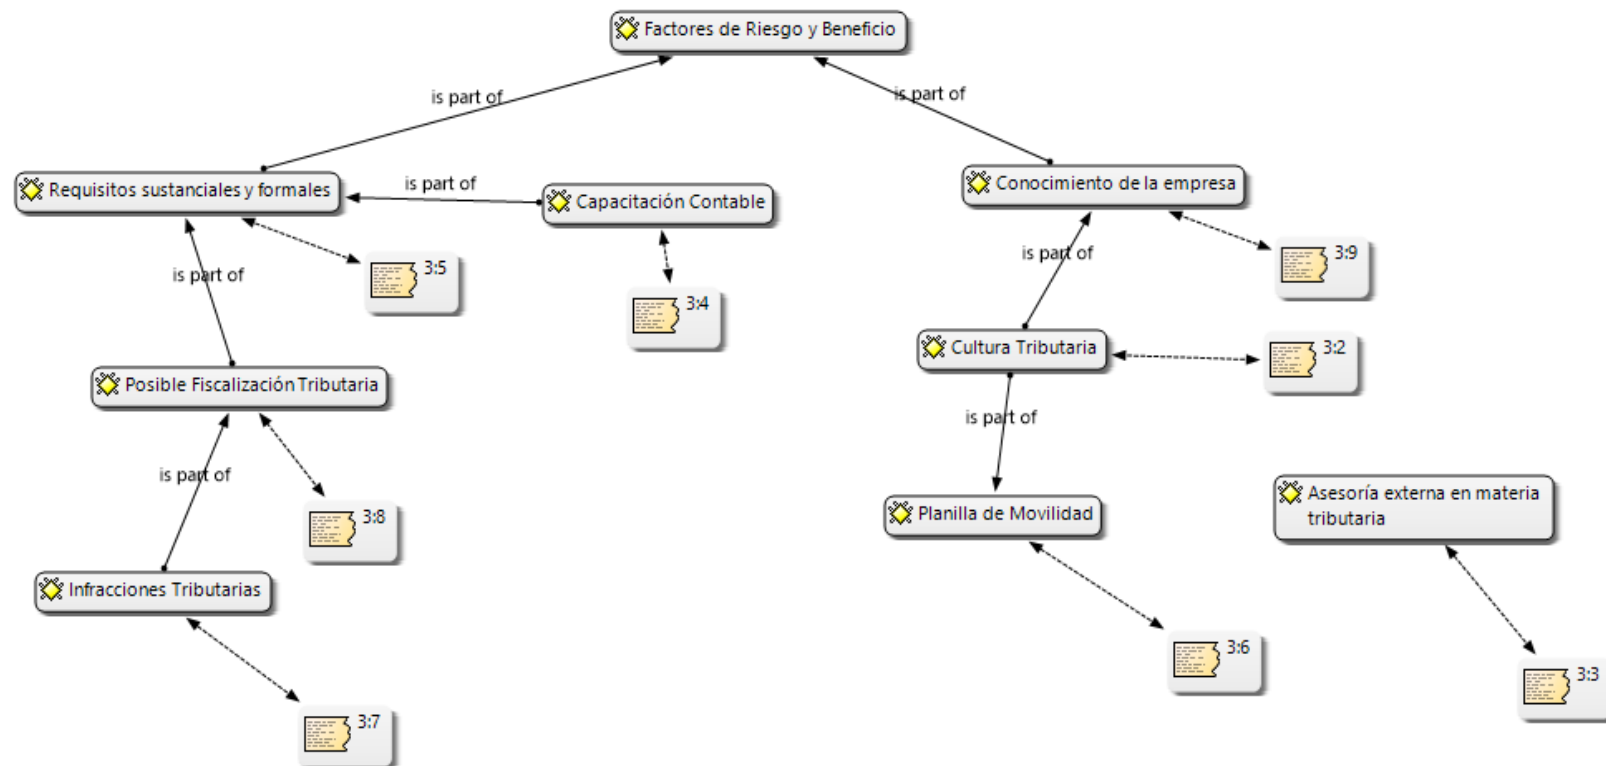 Factores de Riesgo y Beneficio
is part of
is part of
Requisitos sustanciales y formales
is part of
Capacitación Contable
Conocimiento de la empresa
is part of
3:5
3:4
is part of
3:9
Cultura Tributaria
3:2
Posible Fiscalización Tributaria
is part of
is part of
3:8
Planilla de Movilidad
Asesoría externa en materia
tributaria
Infracciones Tributarias
3:6
3:3
3:7